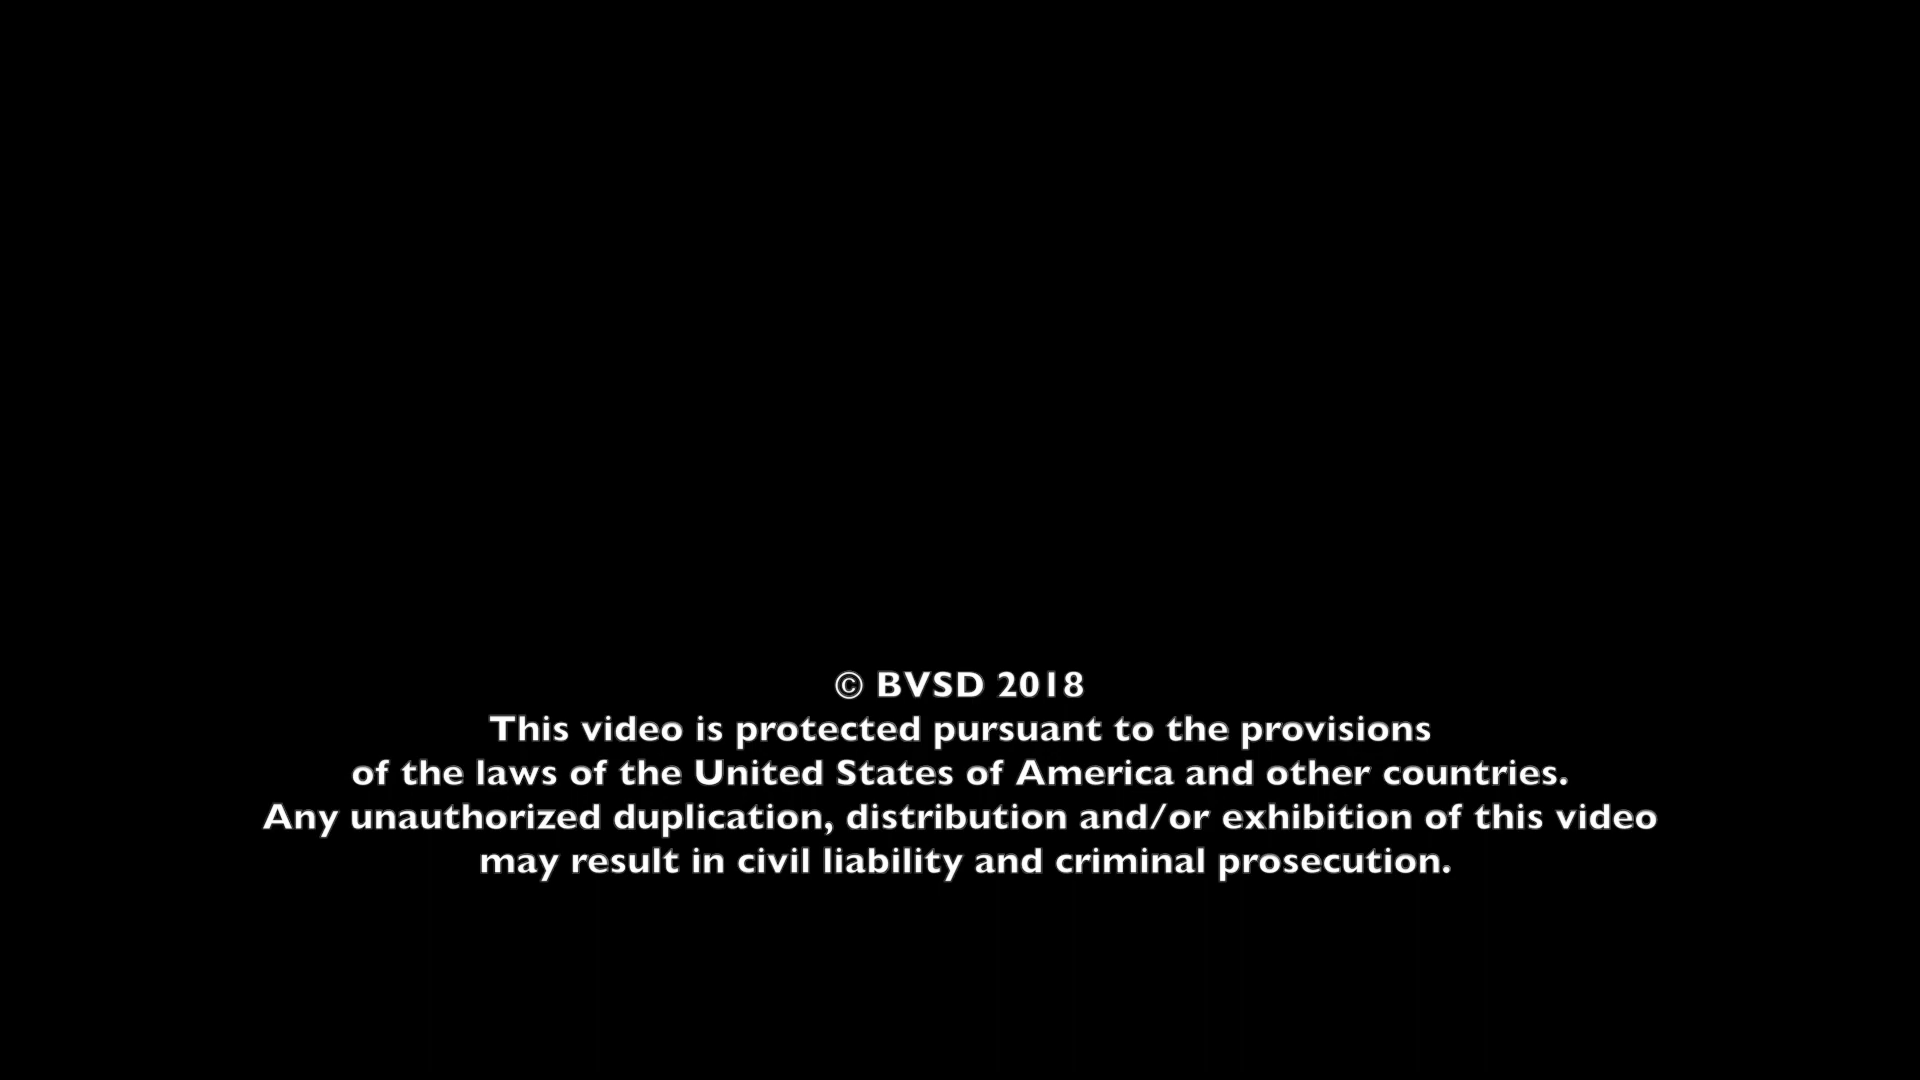 © BVSD 2018
This video is protected pursuant to the provisions
of the laws of the United States of America and other countries.
Any unauthorized duplication, distribution and/or exhibition of this video
may result in civil liability and criminal prosecution.